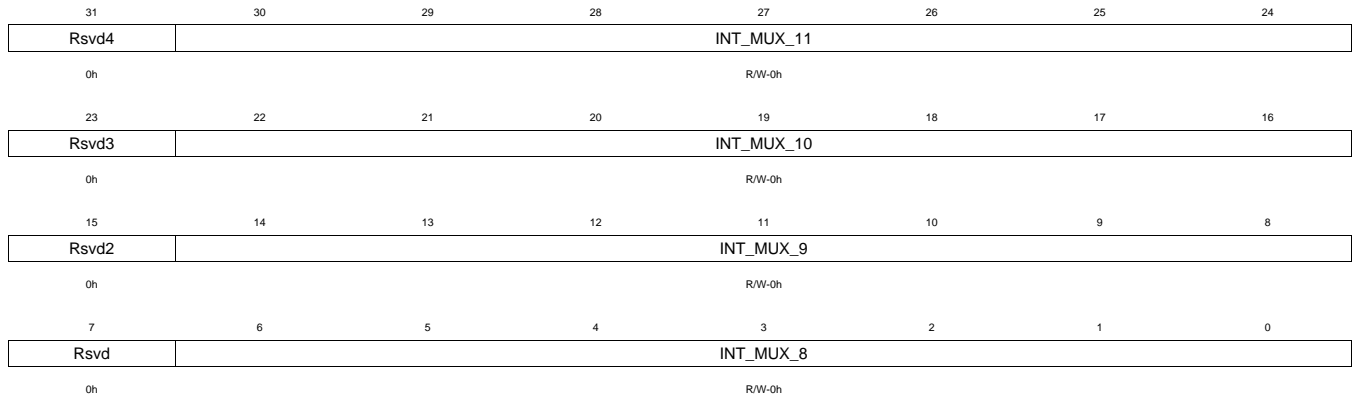 31 30 29 28 27 26 25 24
Rsvd4 INT_MUX_11
0h R/W-0h
23 22 21 20 19 18 17 16
Rsvd3 INT_MUX_10
0h R/W-0h
15 14 13 12 11 10 9 8
Rsvd2 INT_MUX_9
0h R/W-0h
7 6 5 4 3 2 1 0
Rsvd INT_MUX_8
0h R/W-0h